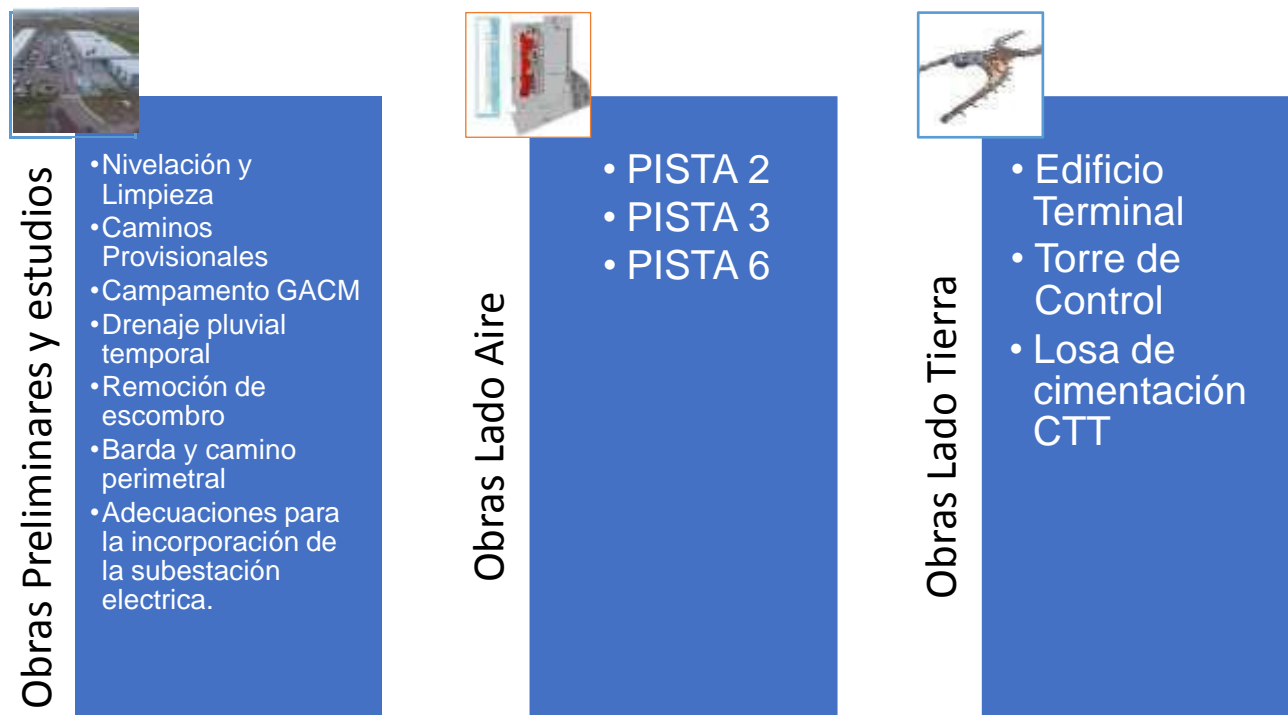 Obras Preliminares y estudios
•Nivelación y
Limpieza
•Caminos
Provisionales
•Campamento GACM
•Drenaje pluvial
temporal
•Remoción de
escombro
•Barda y camino
perimetral
•Adecuaciones para
la incorporación de
la subestación
electrica.
Obras Lado Aire
• PISTA 2
• PISTA 3
• PISTA 6
Obras Lado Tierra
• Edificio
Terminal
• Torre de
Control
• Losa de
cimentación
CTT